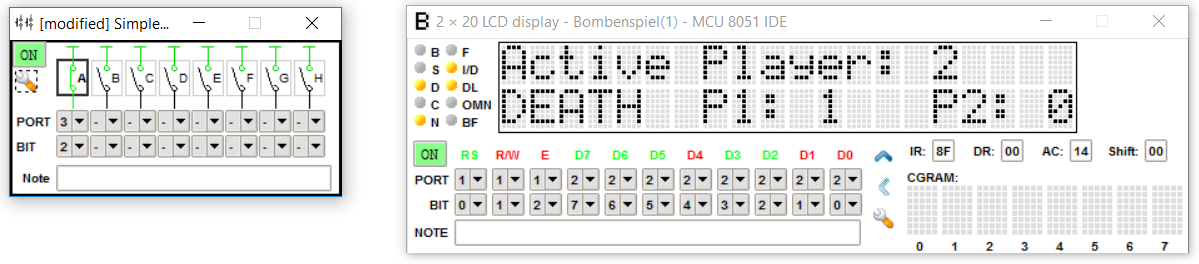 [modified] Simple...
ON
A B C D E F G H
PORT 3 - - - - - - -
BIT 2 - - - - - - -
Note
B 2 × 20 LCD display - Bombenspiel(1) - MCU 8051 IDE
B F
S I/D
D DL
C OMN
N BF
Active Player: 2
DEATH P1: 1 P2: 0
ON RS R/W E D7 D6 D5 D4 D3 D2 D1 D0
PORT 1 1 1 2 2 2 2 2 2 2 2
BIT 0 1 2 7 6 5 4 3 2 1 0
NOTE
IR: 8F DR: 00 AC: 14 Shift: 00
CGRAM:
0 1 2 3 4 5 6 7